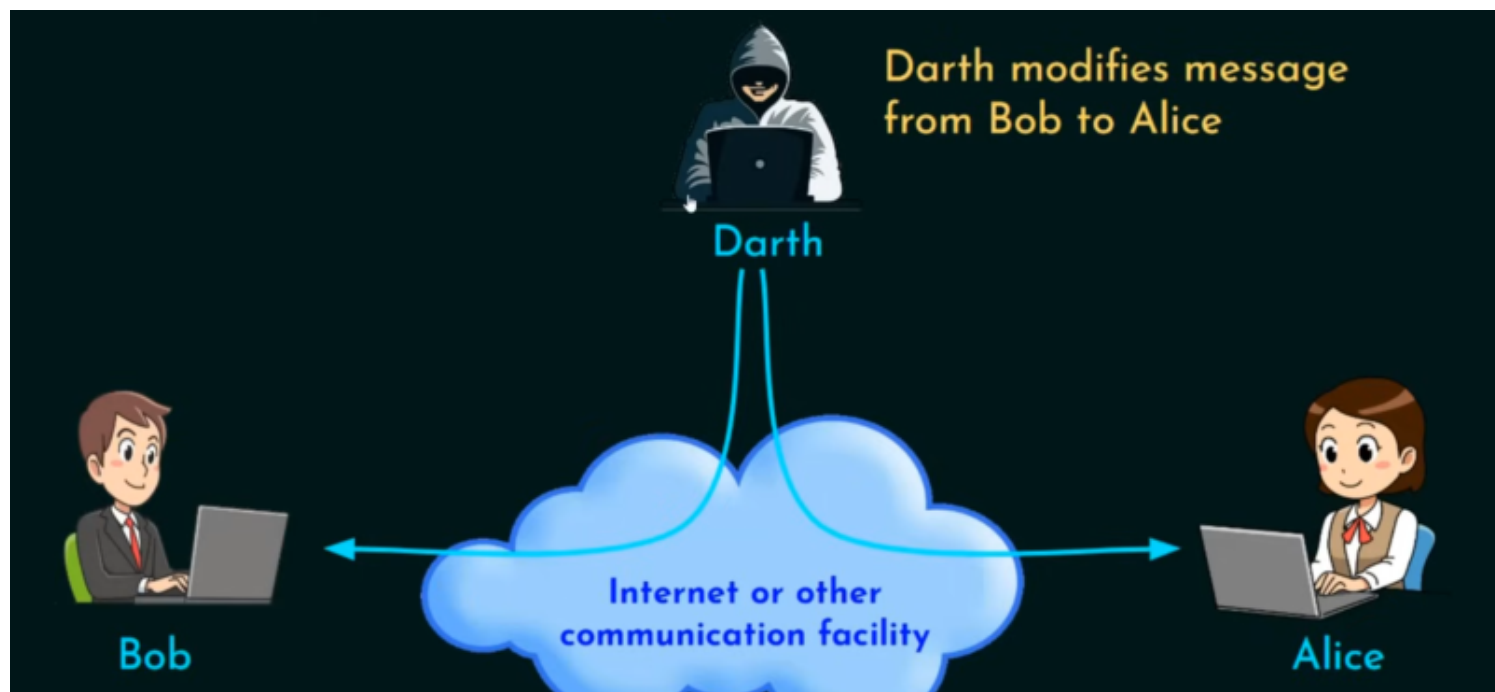 Darth modifies message
from Bob to Alice
Darth
Internet or other
communication facility
Bob
Alice